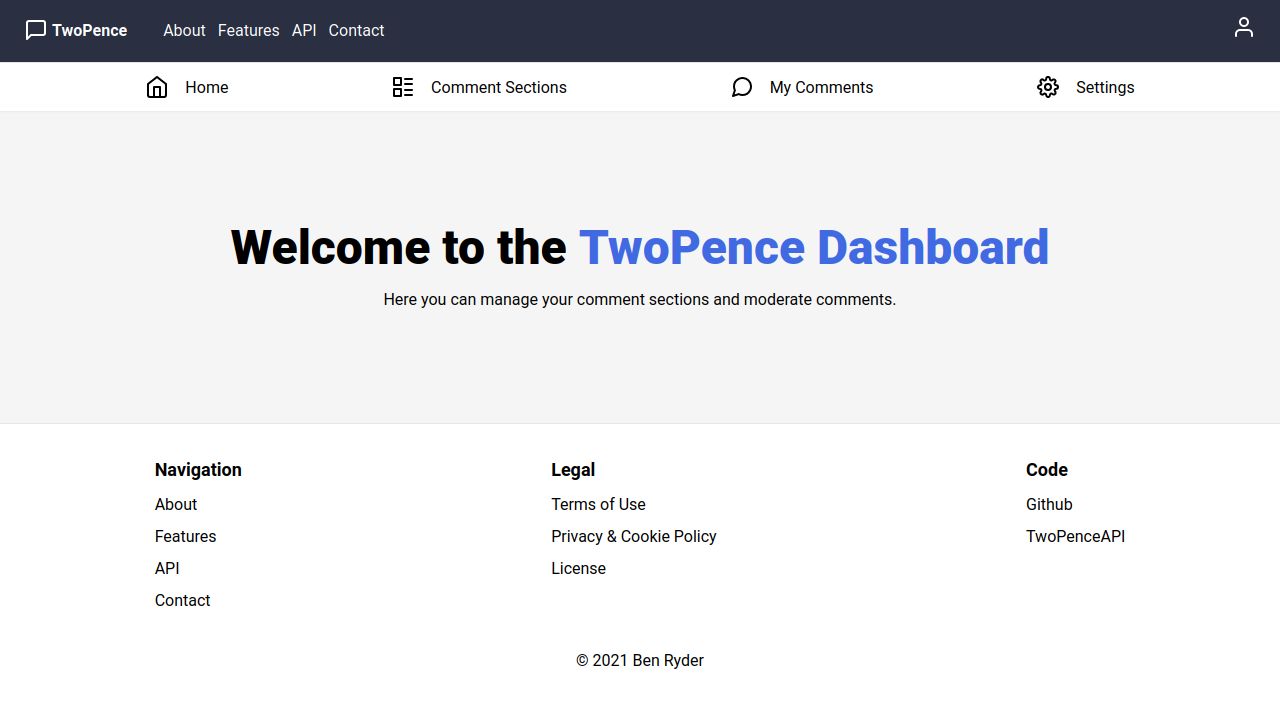 TwoPence About Features API Contact
Home Comment Sections My Comments Settings
Welcome to the TwoPence Dashboard
Here you can manage your comment sections and moderate comments.
Navigation
About
Features
API
Contact
Legal
Terms of Use
Privacy & Cookie Policy
License
Code
Github
TwoPenceAPI
© 2021 Ben Ryder